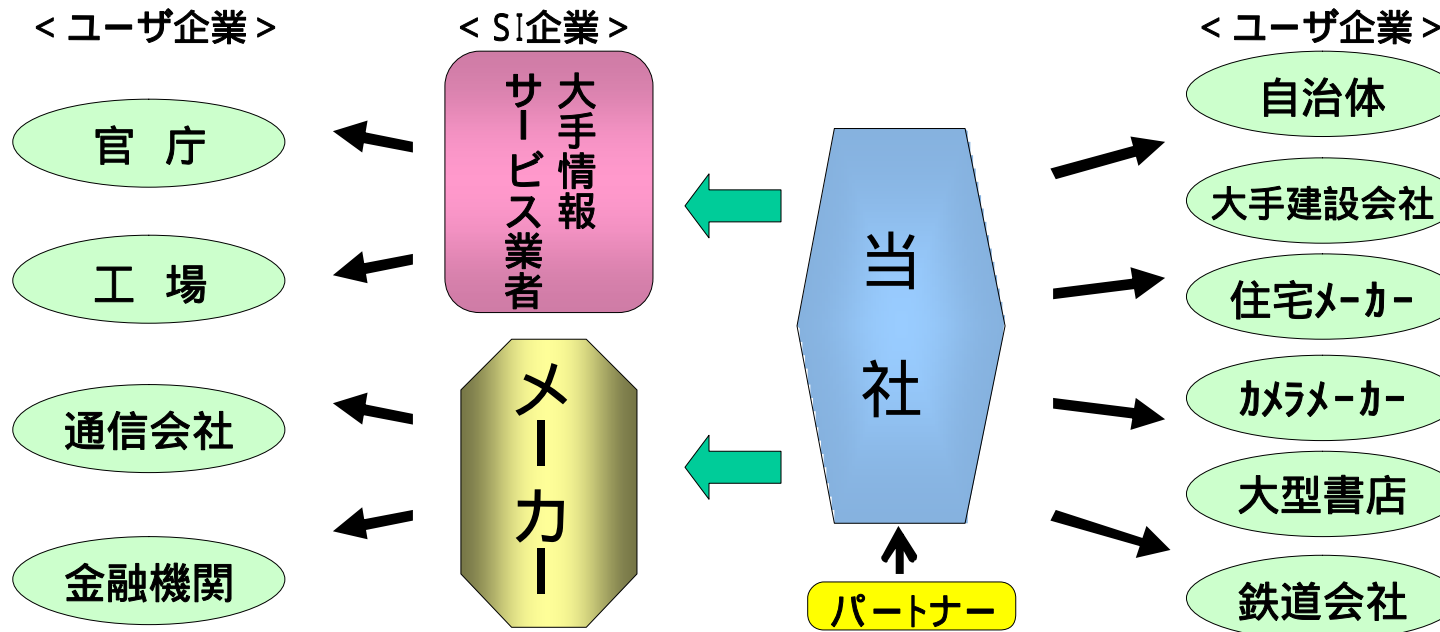 <ユーザ企業>
<SI企業>
<ユーザ企業>
官 庁
工 場
通信会社
金融機関
大手情報
サービス業者
メーカー
当社
パートナー
自治体
大手建設会社
住宅ﾒｰｶｰ
ｶﾒﾗﾒｰｶｰ
大型書店
鉄道会社